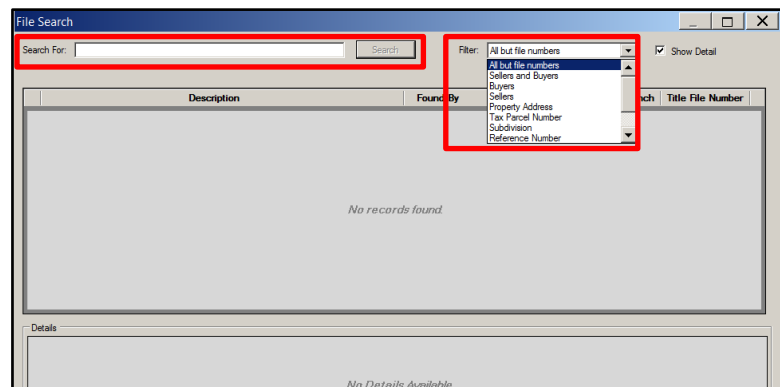 File Search
Search For: Search Filter: All but file numbers Show Detail
All but file numbers
Sellers and Buyers
Buyers
Sellers
Property Address
Tax Parcel Number
Subdivision
Reference Number
Description Found By nch Title File Number
No records found.
Details
No Details Available